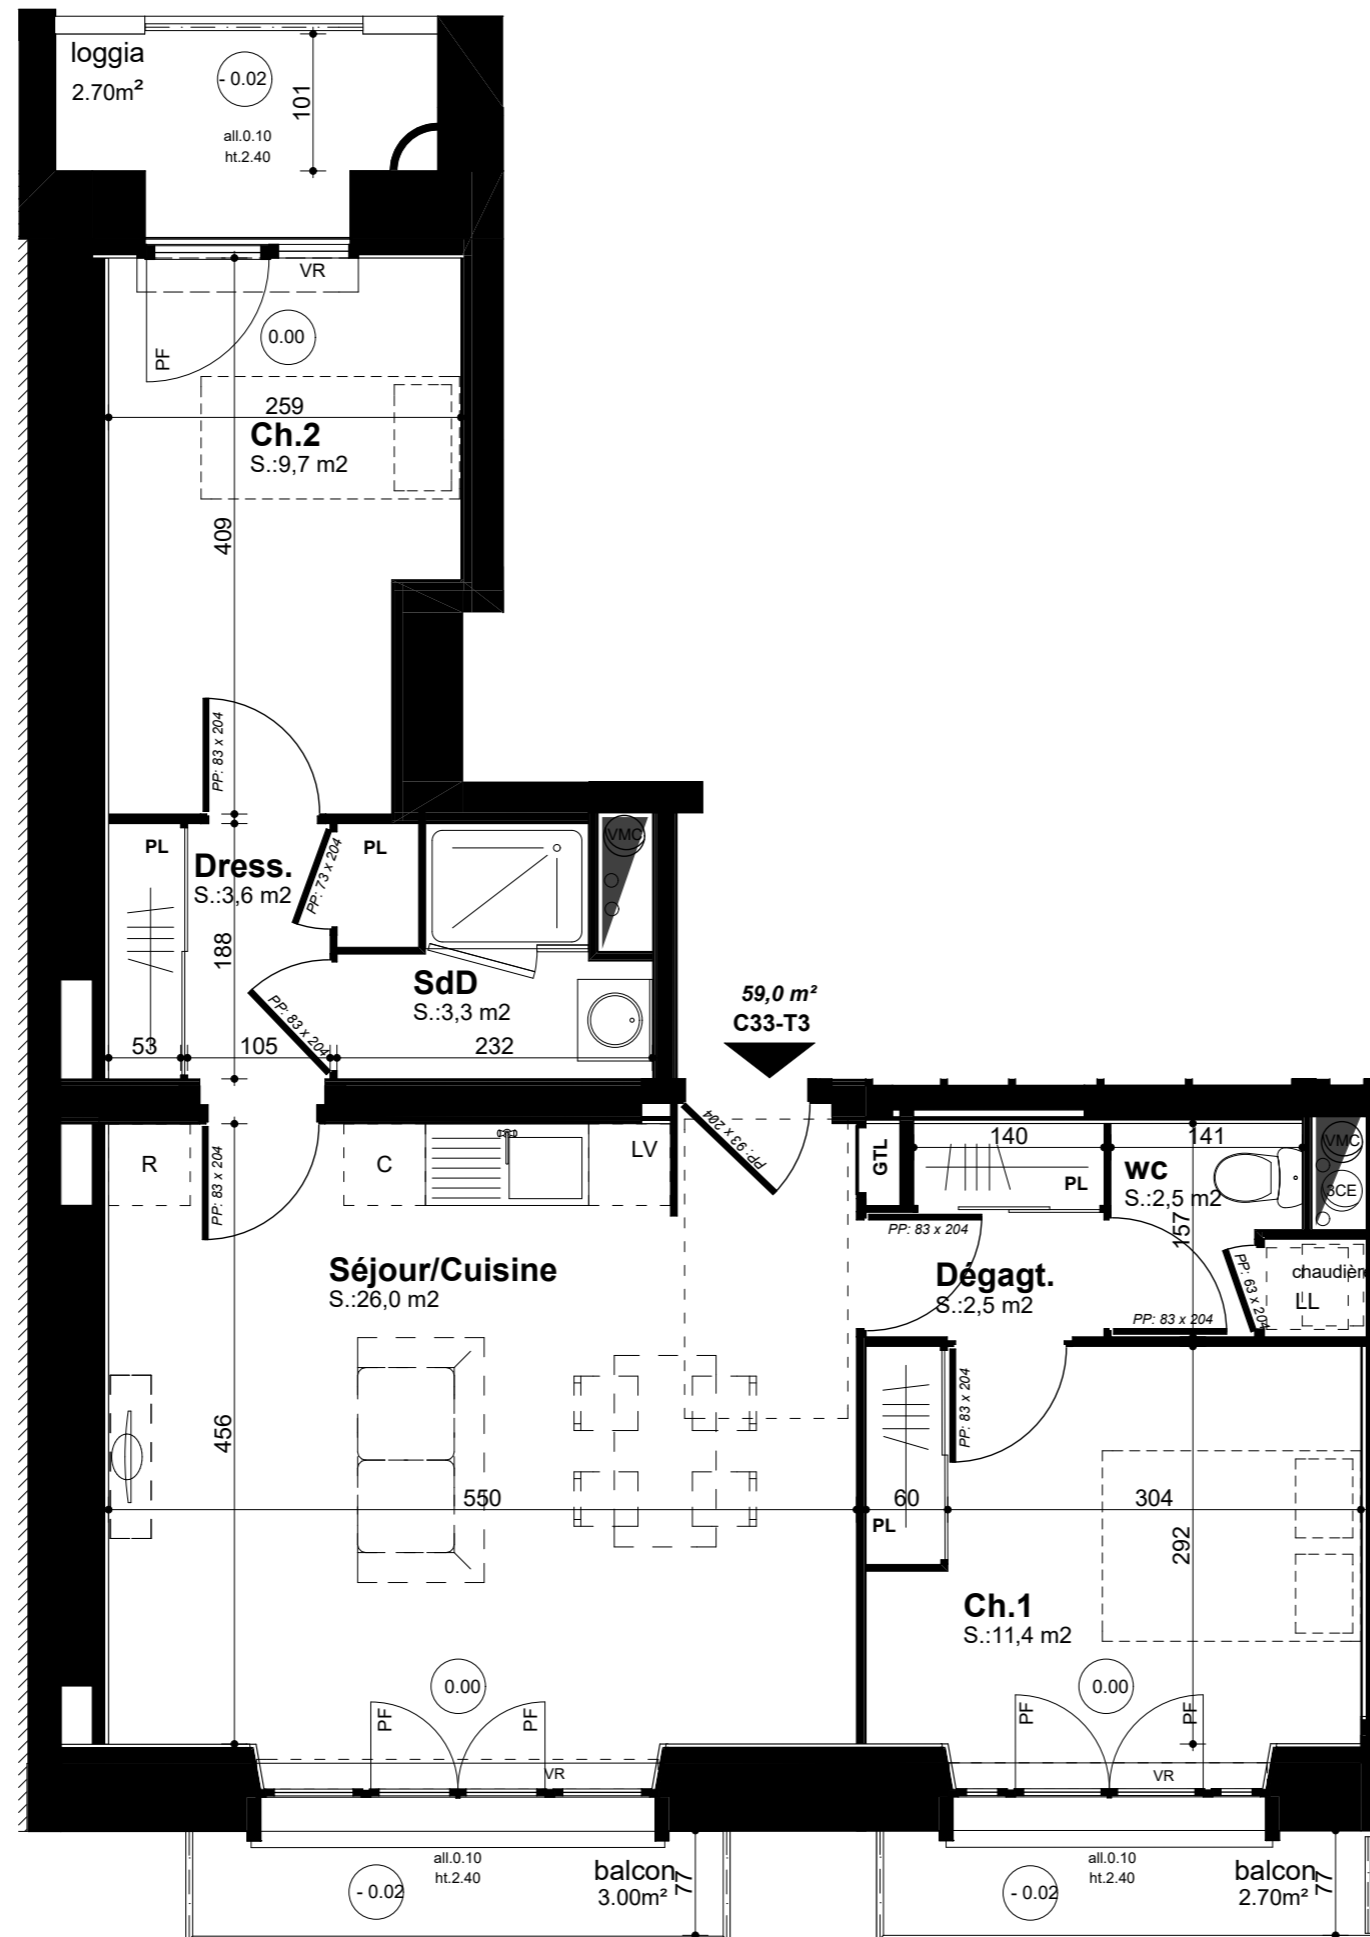 loggia
2.70m²
- 0.02
101
all.0.10
ht.2.40
VR
PF
0.00
259
Ch.2
S.:9,7 m2
409
PP: 83 x 204
PL
Dress.
S.:3,6 m2
PP: 73 x 204
PL
VMC
188
SdD
S.:3,3 m2
PP: 83 x 204
53
105
232
59,0 m²
C33-T3
PP: 93 x 204
R
PP: 83 x 204
C
LV
GTL
140
PL
141
WC
S.:2,5 m2
157
VMC
3CE
PP: 83 x 204
Séjour/Cuisine
S.:26,0 m2
Dégagt.
S.:2,5 m2
PP: 83 x 204
PP: 63 x 204
chaudière
LL
PP: 83 x 204
456
550
60
PL
304
292
Ch.1
S.:11,4 m2
0.00
0.00
PF
PF
PF
PF
VR
VR
all.0.10
ht.2.40
- 0.02
balcon
3.00m²
77
all.0.10
ht.2.40
- 0.02
balcon
2.70m²
77